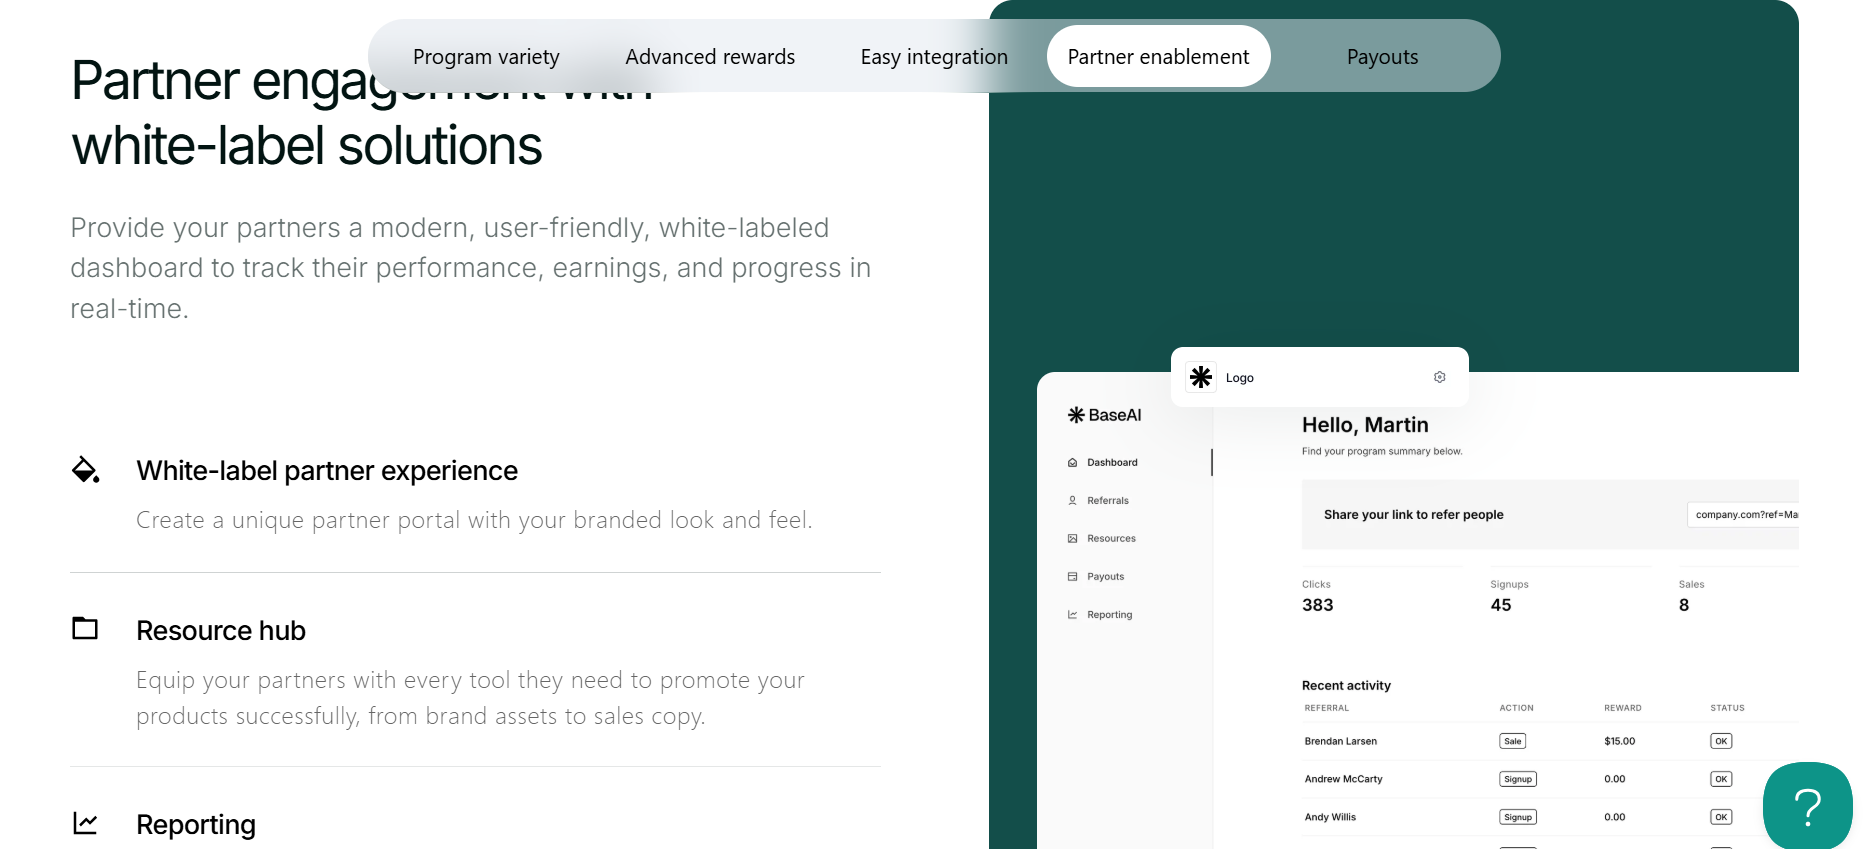 Program variety
Advanced rewards
Easy integration
Partner enablement
Payouts
Partner engagement with
white-label solutions
Provide your partners a modern, user-friendly, white-labeled
dashboard to track their performance, earnings, and progress in
real-time.
White-label partner experience
Create a unique partner portal with your branded look and feel.
Resource hub
Equip your partners with every tool they need to promote your
products successfully, from brand assets to sales copy.
Reporting
Logo
BaseAI
Dashboard
Referrals
Resources
Payouts
Reporting
Hello, Martin
Find your program summary below.
Share your link to refer people
company.com?ref=Ma
Clicks
383
Signups
45
Sales
8
Recent activity
REFERRAL ACTION REWARD STATUS
Brendan Larsen Sale $15.00 OK
Andrew McCarty Signup 0.00 OK
Andy Willis Signup 0.00 OK